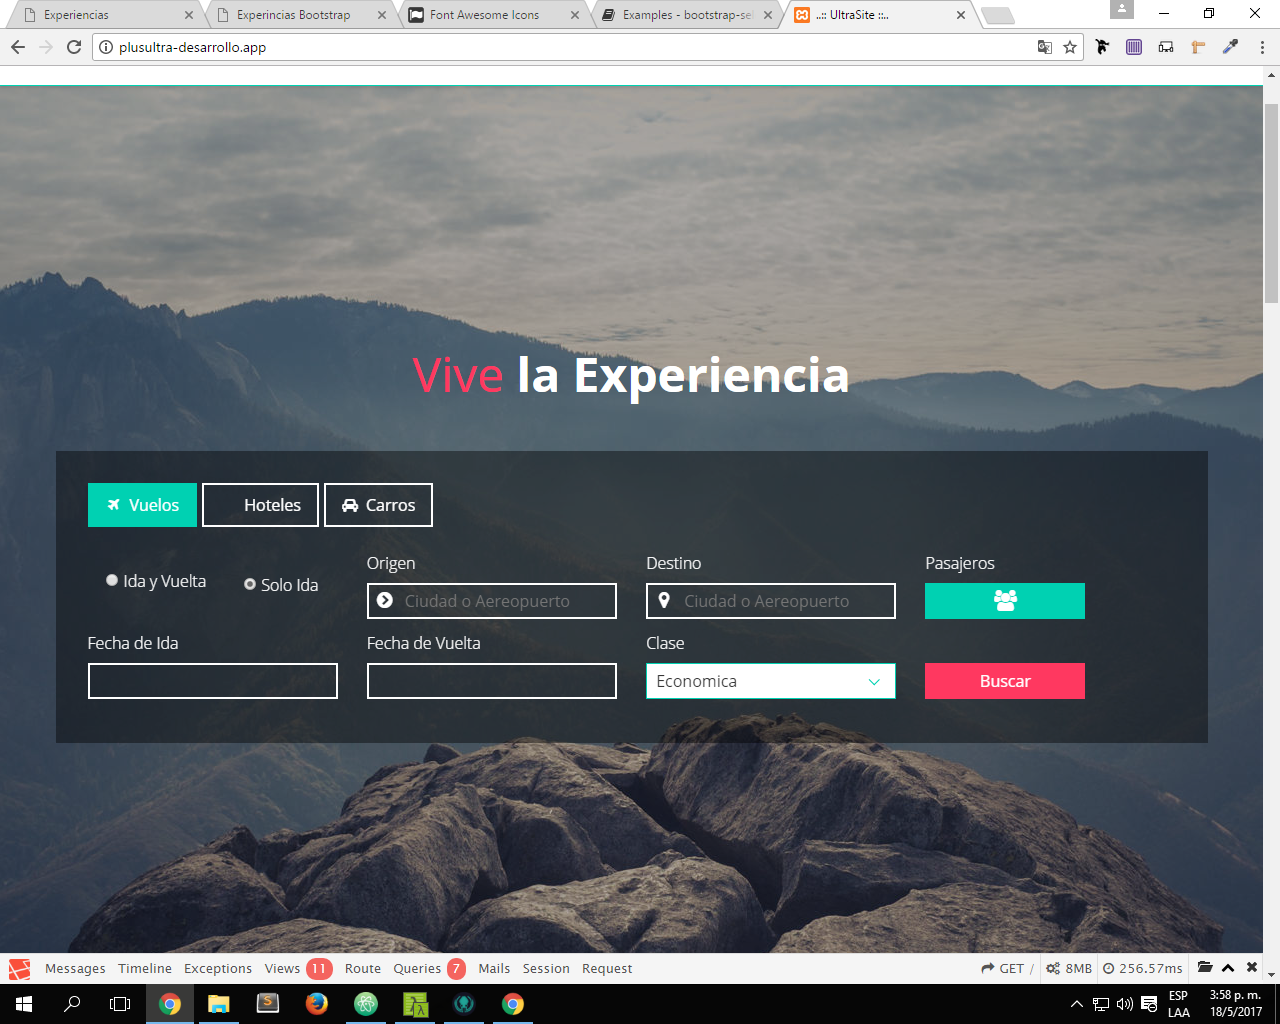 Experiencias
Experincias Bootstrap
Font Awesome Icons
Examples - bootstrap-se
..:: UltraSite ::..
plusultra-desarrollo.app
Vive la Experiencia
Vuelos
Hoteles
Carros
Ida y Vuelta
Solo Ida
Origen
Ciudad o Aereopuerto
Destino
Ciudad o Aereopuerto
Pasajeros
Fecha de Ida
Fecha de Vuelta
Clase
Economica
Buscar
Messages Timeline Exceptions Views 11 Route Queries 7 Mails Session Request
GET / 8MB 256.57ms
ESP
LAA
3:58 p. m.
18/5/2017